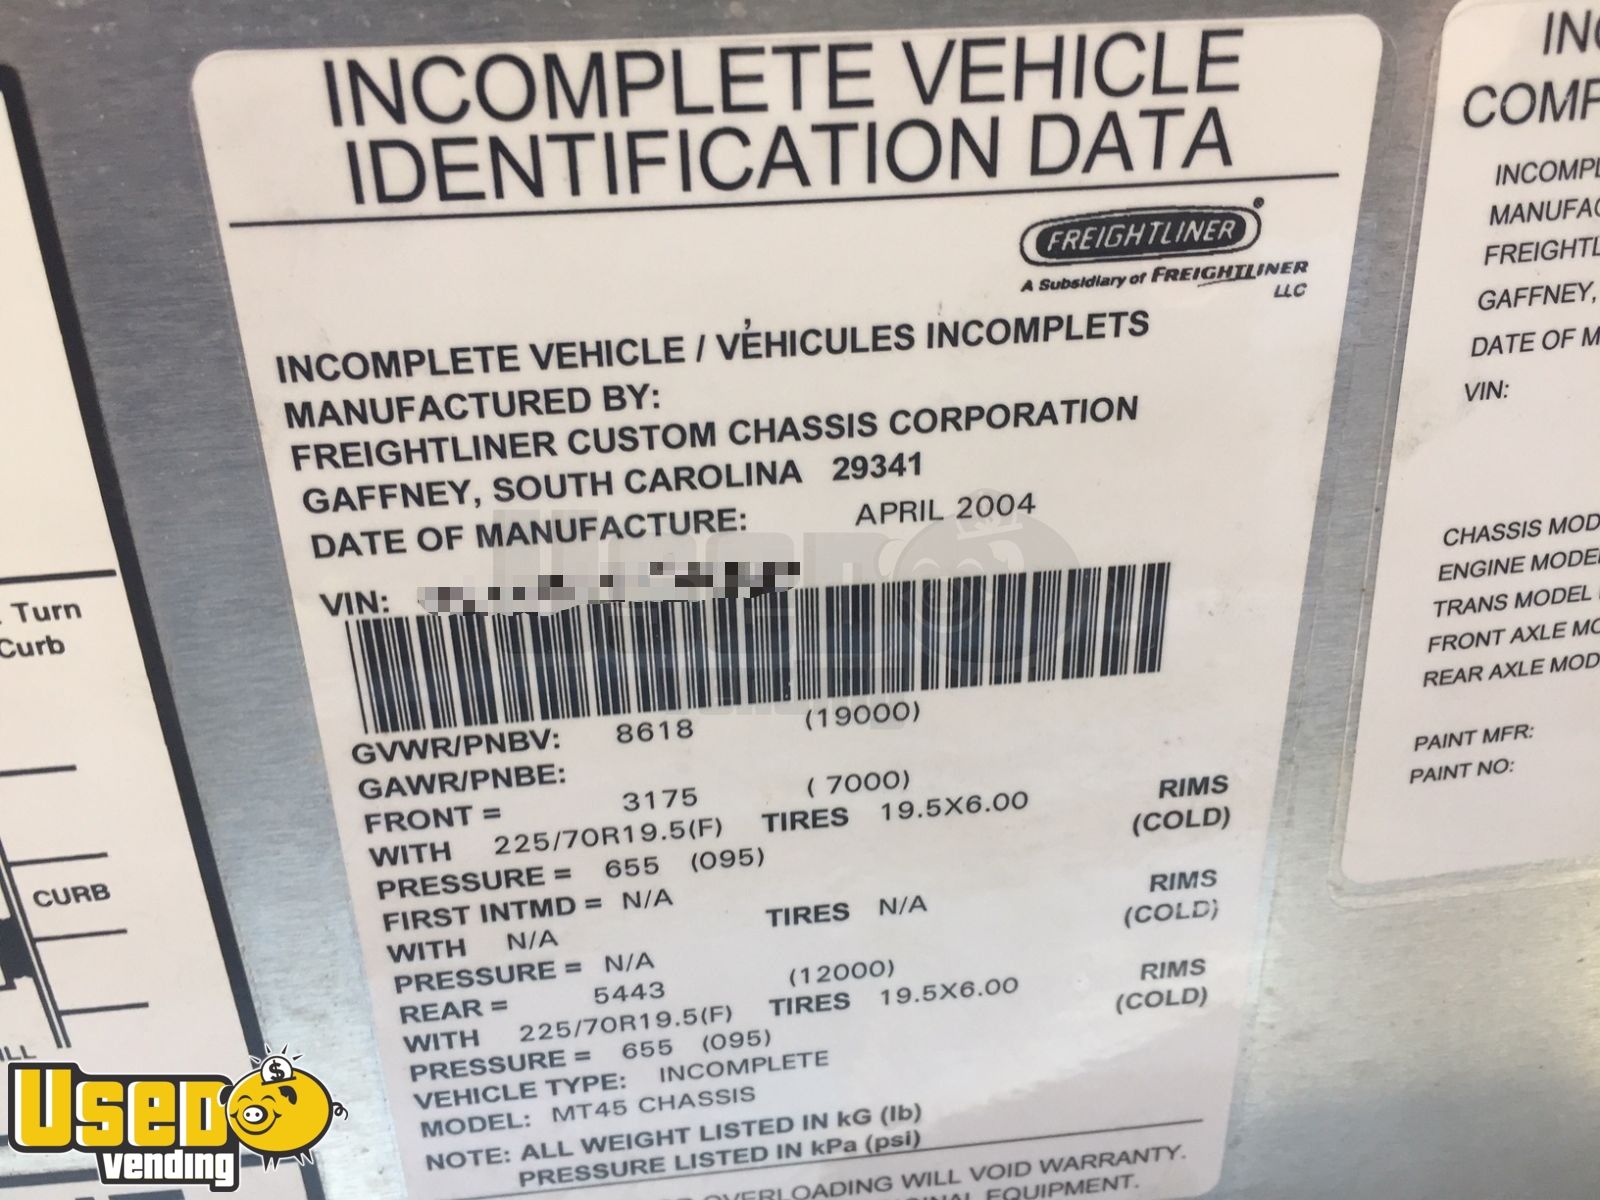 INCOMPLETE VEHICLE
IDENTIFICATION DATA
FREIGHTLINER
A Subsidiary of FREIGHTLINER
LLC
INCOMPLETE VEHICLE / VÉHICULES INCOMPLETS
MANUFACTURED BY:
FREIGHTLINER CUSTOM CHASSIS CORPORATION
GAFFNEY, SOUTH CAROLINA 29341
DATE OF MANUFACTURE: APRIL 2004
VIN:
GVWR/PNBV: 8618 (19000)
GAWR/PNBE:
FRONT = 3175 (7000)
WITH 225/70R19.5(F) TIRES 19.5X6.00 RIMS
PRESSURE = 655 (095) (COLD)
FIRST INTMD = N/A
WITH N/A TIRES N/A RIMS
PRESSURE = N/A (COLD)
REAR = 5443 (12000)
WITH 225/70R19.5(F) TIRES 19.5X6.00 RIMS
PRESSURE = 655 (095) (COLD)
VEHICLE TYPE: INCOMPLETE
MODEL: MT45 CHASSIS
NOTE: ALL WEIGHT LISTED IN kG (lb)
PRESSURE LISTED IN kPa (psi)
OVERLOADING WILL VOID WARRANTY.
EQUIPMENT.
Turn
Curb
CURB
COMP
INCOMPL
MANUFAC
FREIGHTL
GAFFNEY,
DATE OF M
VIN:
CHASSIS MOD
ENGINE MODE
TRANS MODEL
FRONT AXLE MO
REAR AXLE MOD
PAINT MFR:
PAINT NO:
USED
vending